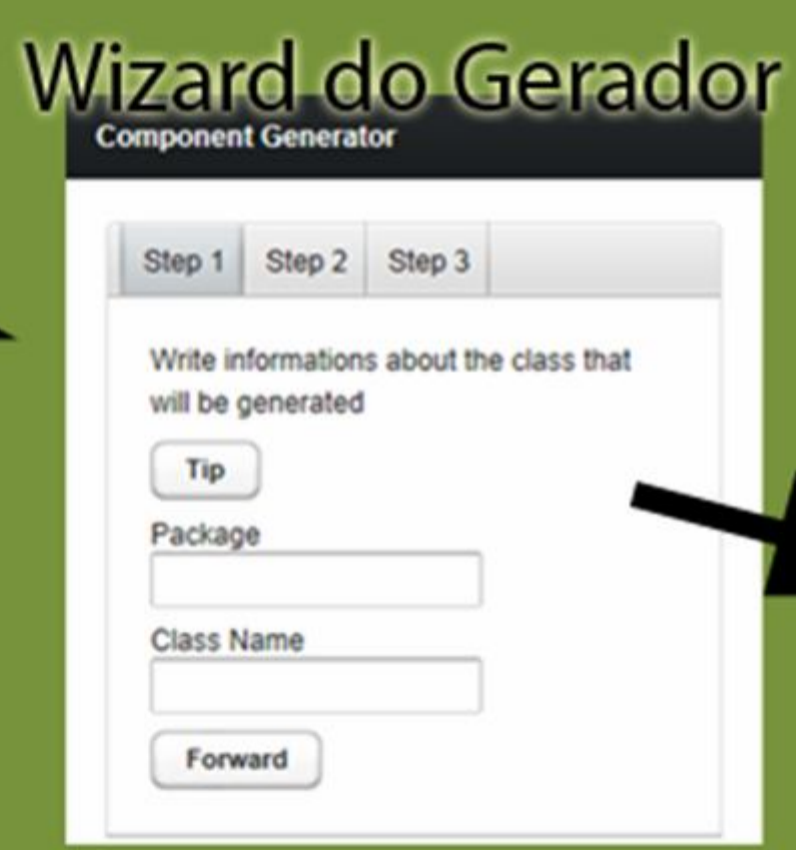 Wizard do Gerador
Component Generator
Step 1 Step 2 Step 3
Write informations about the class that
will be generated
Tip
Package
Class Name
Forward